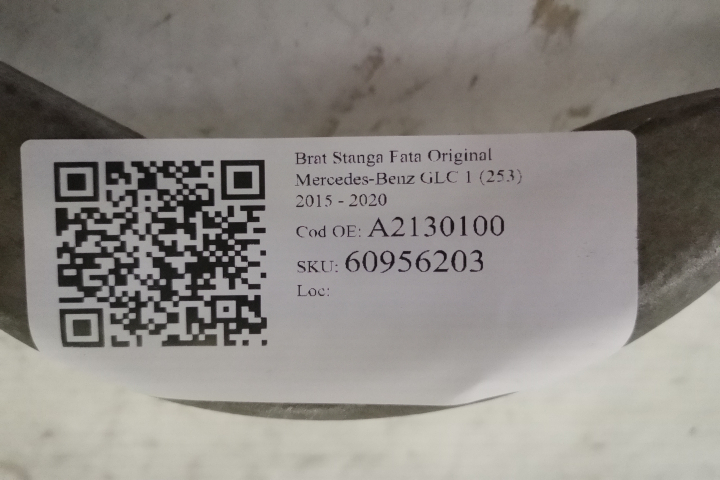 Brat Stanga Fata Original
Mercedes-Benz GLC 1 (253)
2015 - 2020
Cod OE: A2130100
SKU: 60956203
Loc: